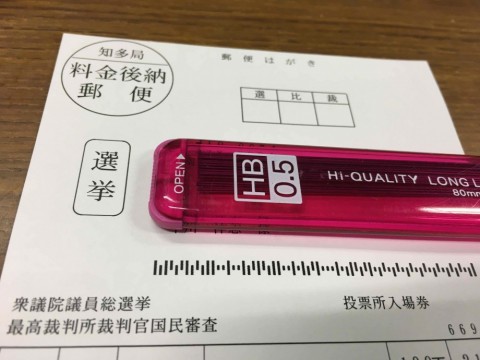 知多局
料金後納
郵便
郵便はがき
選 比 裁
選挙
OPEN
HB
0.5
HI-QUALITY LONG L
80mm
衆議院議員総選挙
投票所入場券
最高裁判所裁判官国民審査
669